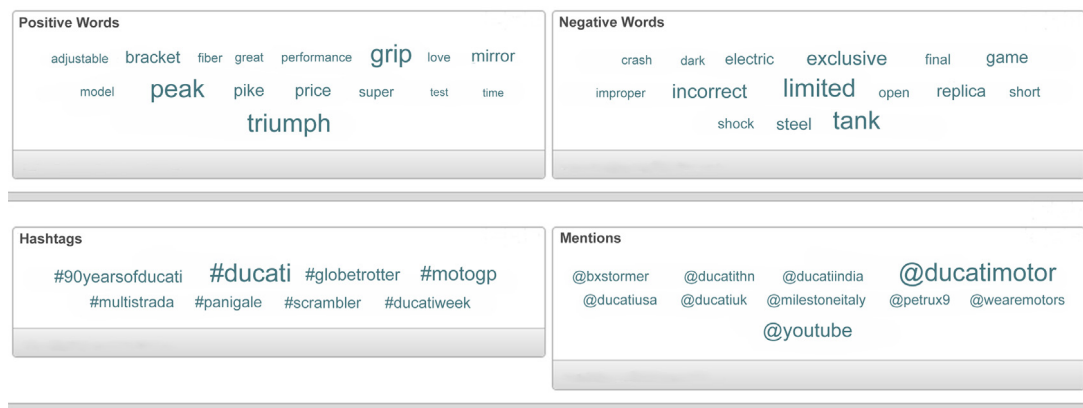 Positive Words
adjustable bracket fiber great performance grip love mirror
model peak pike price super test time
triumph
Negative Words
crash dark electric exclusive final game
improper incorrect limited open replica short
shock steel tank
Hashtags
#90yearsofducati #ducati #globetrotter #motogp
#multistrada #panigale #scrambler #ducatiweek
Mentions
@bxstormer @ducatithn @ducatiindia @ducatimotor
@ducatiusa @ducatiuk @milestoneitaly @petrux9 @wearemotors
@youtube